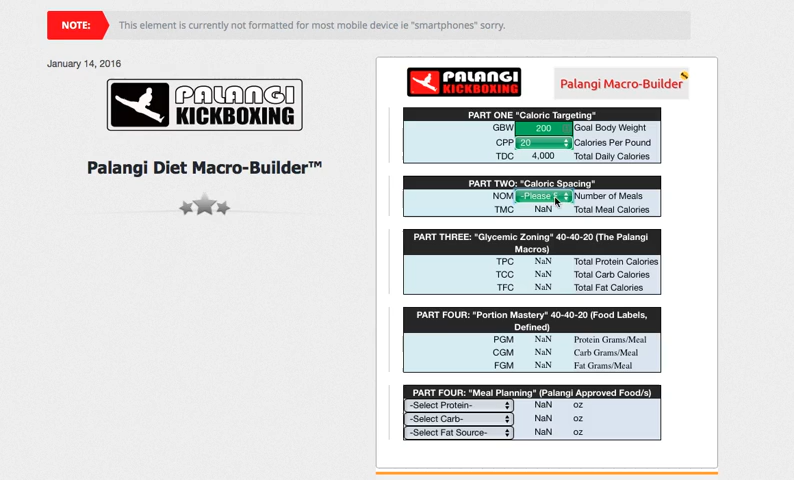 NOTE: This element is currently not formatted for most mobile device ie "smartphones" sorry.
January 14, 2016
PALANGI
KICKBOXING
Palangi Diet Macro-Builder™
PALANGI
KICKBOXING
Palangi Macro-Builder
PART ONE "Caloric Targeting"
GBW 200 Goal Body Weight
CPP 20 Calories Per Pound
TDC 4,000 Total Daily Calories
PART TWO: "Caloric Spacing"
NOM -Please Number of Meals
TMC NaN Total Meal Calories
PART THREE: "Glycemic Zoning" 40-40-20 (The Palangi
Macros)
TPC NaN Total Protein Calories
TCC NaN Total Carb Calories
TFC NaN Total Fat Calories
PART FOUR: "Portion Mastery" 40-40-20 (Food Labels,
Defined)
PGM NaN Protein Grams/Meal
CGM NaN Carb Grams/Meal
FGM NaN Fat Grams/Meal
PART FOUR: "Meal Planning" (Palangi Approved Food/s)
-Select Protein- NaN oz
-Select Carb- NaN oz
-Select Fat Source- NaN oz